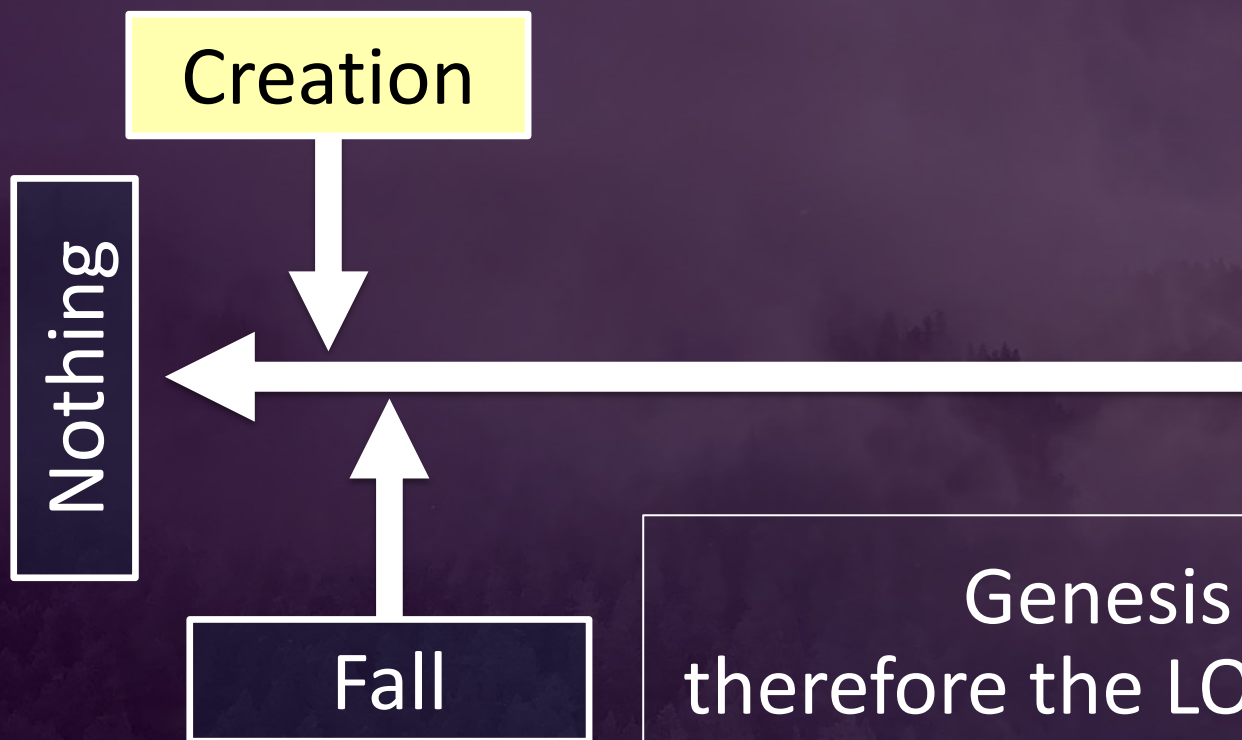 Creation
Nothing
Fall
Genesis
therefore the